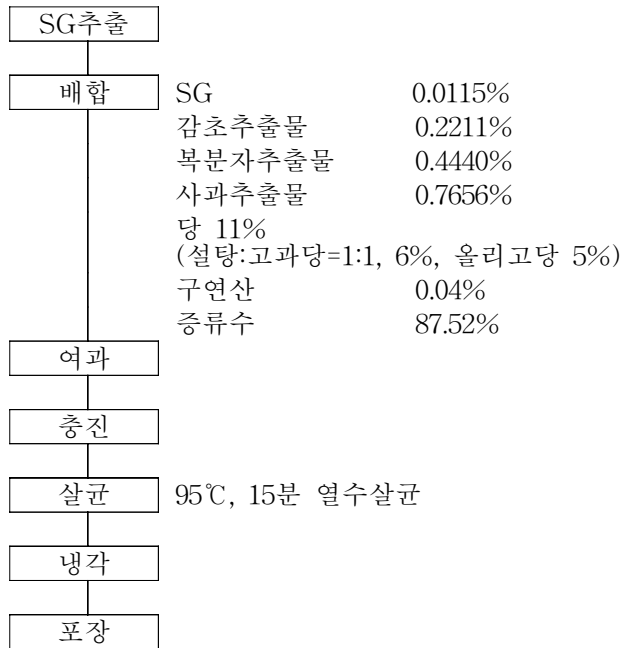 SG추출
배합 SG 0.0115%
감초추출물 0.2211%
복분자추출물 0.4440%
사과추출물 0.7656%
당 11%
(설탕:고과당=1:1, 6%, 올리고당 5%)
구연산 0.04%
증류수 87.52%
여과
충진
살균 95℃, 15분 열수살균
냉각
포장